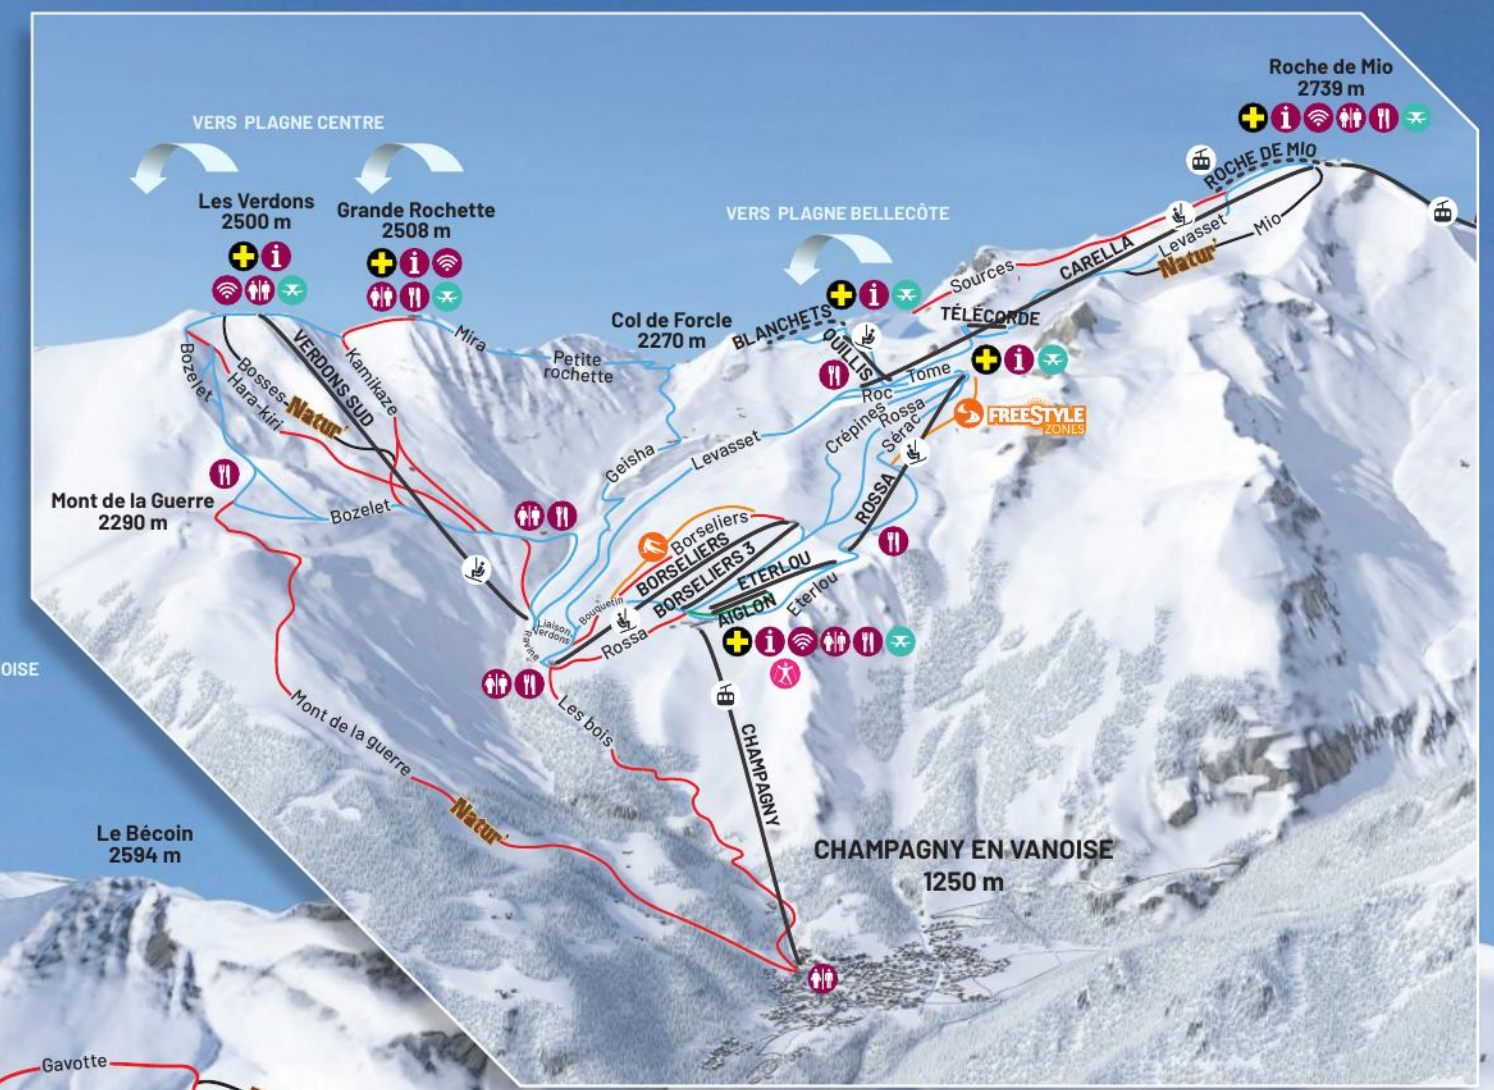 VERS PLAGNE CENTRE
Les Verdons
2500 m
Grande Rochette
2508 m
VERS PLAGNE BELLECÔTE
Roche de Mio
2739 m
ROCHE DE MIO
Col de Forcle
2270 m
BLANCHETS
QUILLIS
Sources
CARELLA
Levasset
Mio
Natur'
TÉLÉCORDE
Bozelet
Bosses
Natur'
Hara-kiri
VERDONS SUD
Kamikaze
Mira
Petite
rochette
Tome
Roc
Crépines
Rossa
Sérac
FREESTYLE
ZONES
Geisha
Levasset
ROSSA
Mont de la Guerre
2290 m
Bozelet
Borseliers
BORSELIERS
BORSELIERS 3
ETERLOU
AIGLON
Eterlou
Bouquetin
Liaison
Verdons
Ravine
Rossa
OISE
Les bois
Mont de la guerre
Natur'
CHAMPAGNY
Le Bécoin
2594 m
CHAMPAGNY EN VANOISE
1250 m
Gavotte